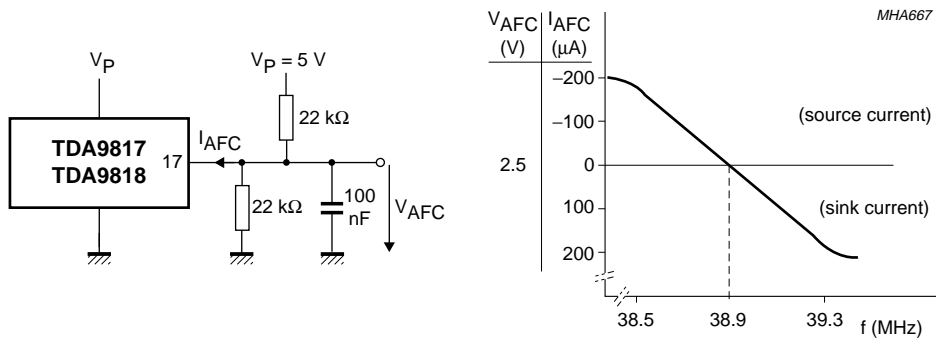 V_P
TDA9817
TDA9818
17
I_AFC
V_P = 5 V
22 kΩ
22 kΩ
100
nF
V_AFC
MHA667
V_AFC I_AFC
(V) (µA)
−200
−100
2.5 0
100
200
(source current)
(sink current)
38.5 38.9 39.3 f (MHz)